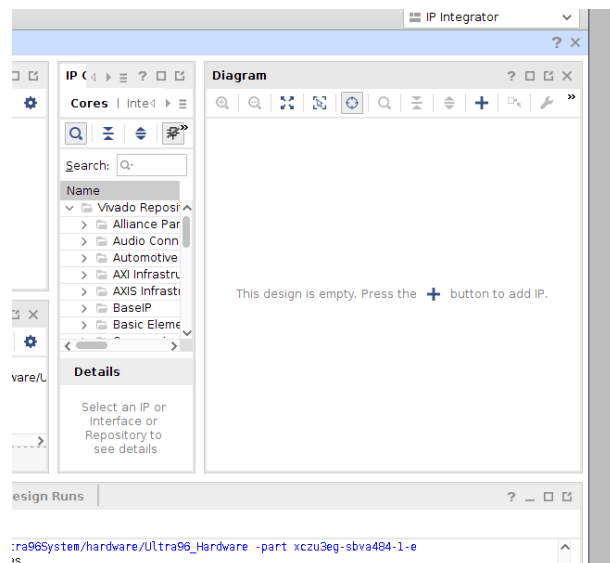 IP Integrator
IP C
Diagram
Cores | Inte
Search: Q-
Name
Vivado Reposi
Alliance Par
Audio Conn
Automotive
AXI Infrastru
AXIS Infrastr
BaseIP
Basic Eleme
This design is empty. Press the + button to add IP.
Details
ware/U
Select an IP or
Interface or
Repository to
see details
esign Runs
:ra96System/hardware/Ultra96_Hardware -part xczu3eg-sbva484-1-e